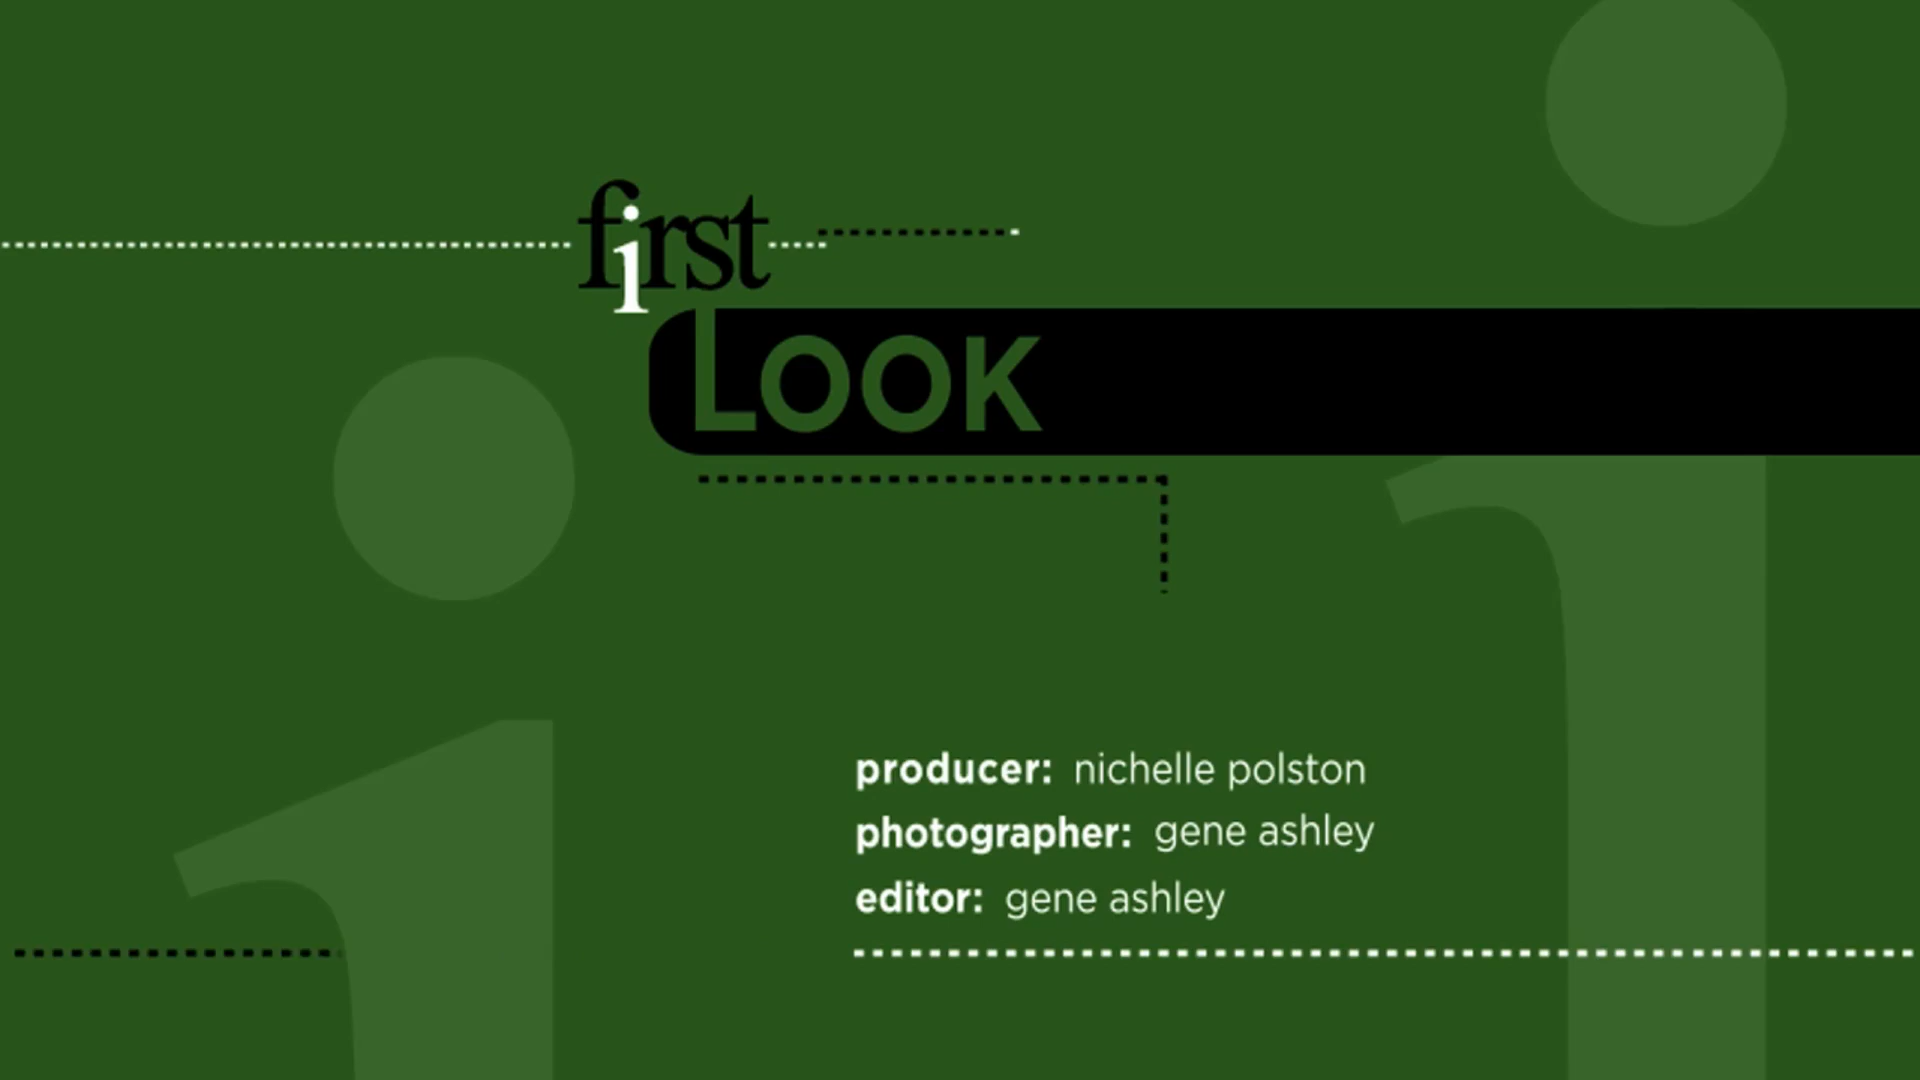 first
LOOK
producer: nichelle polston
photographer: gene ashley
editor: gene ashley